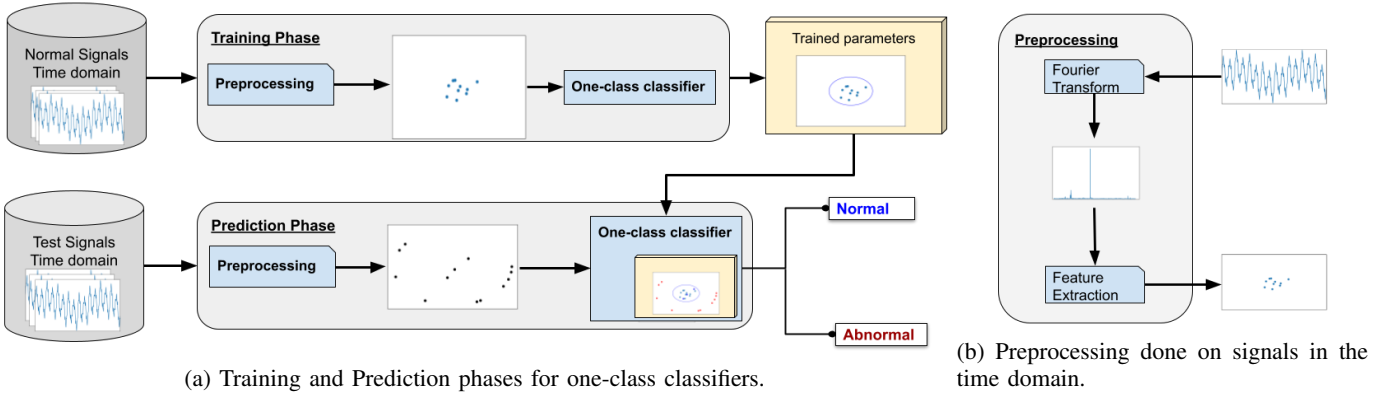 Normal Signals
Time domain
Training Phase
Preprocessing
One-class classifier
Trained parameters
Test Signals
Time domain
Prediction Phase
Preprocessing
One-class classifier
Normal
Abnormal
(a) Training and Prediction phases for one-class classifiers.
Preprocessing
Fourier
Transform
Feature
Extraction
(b) Preprocessing done on signals in the
time domain.